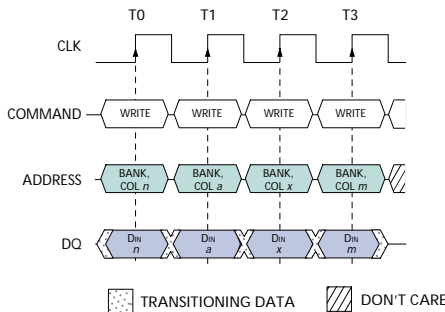 T0 T1 T2 T3
CLK
COMMAND WRITE WRITE WRITE WRITE
BANK, BANK, BANK, BANK,
ADDRESS COL n COL a COL x COL m
DIN DIN DIN DIN
DQ n a x m
TRANSITIONING DATA DON'T CARE